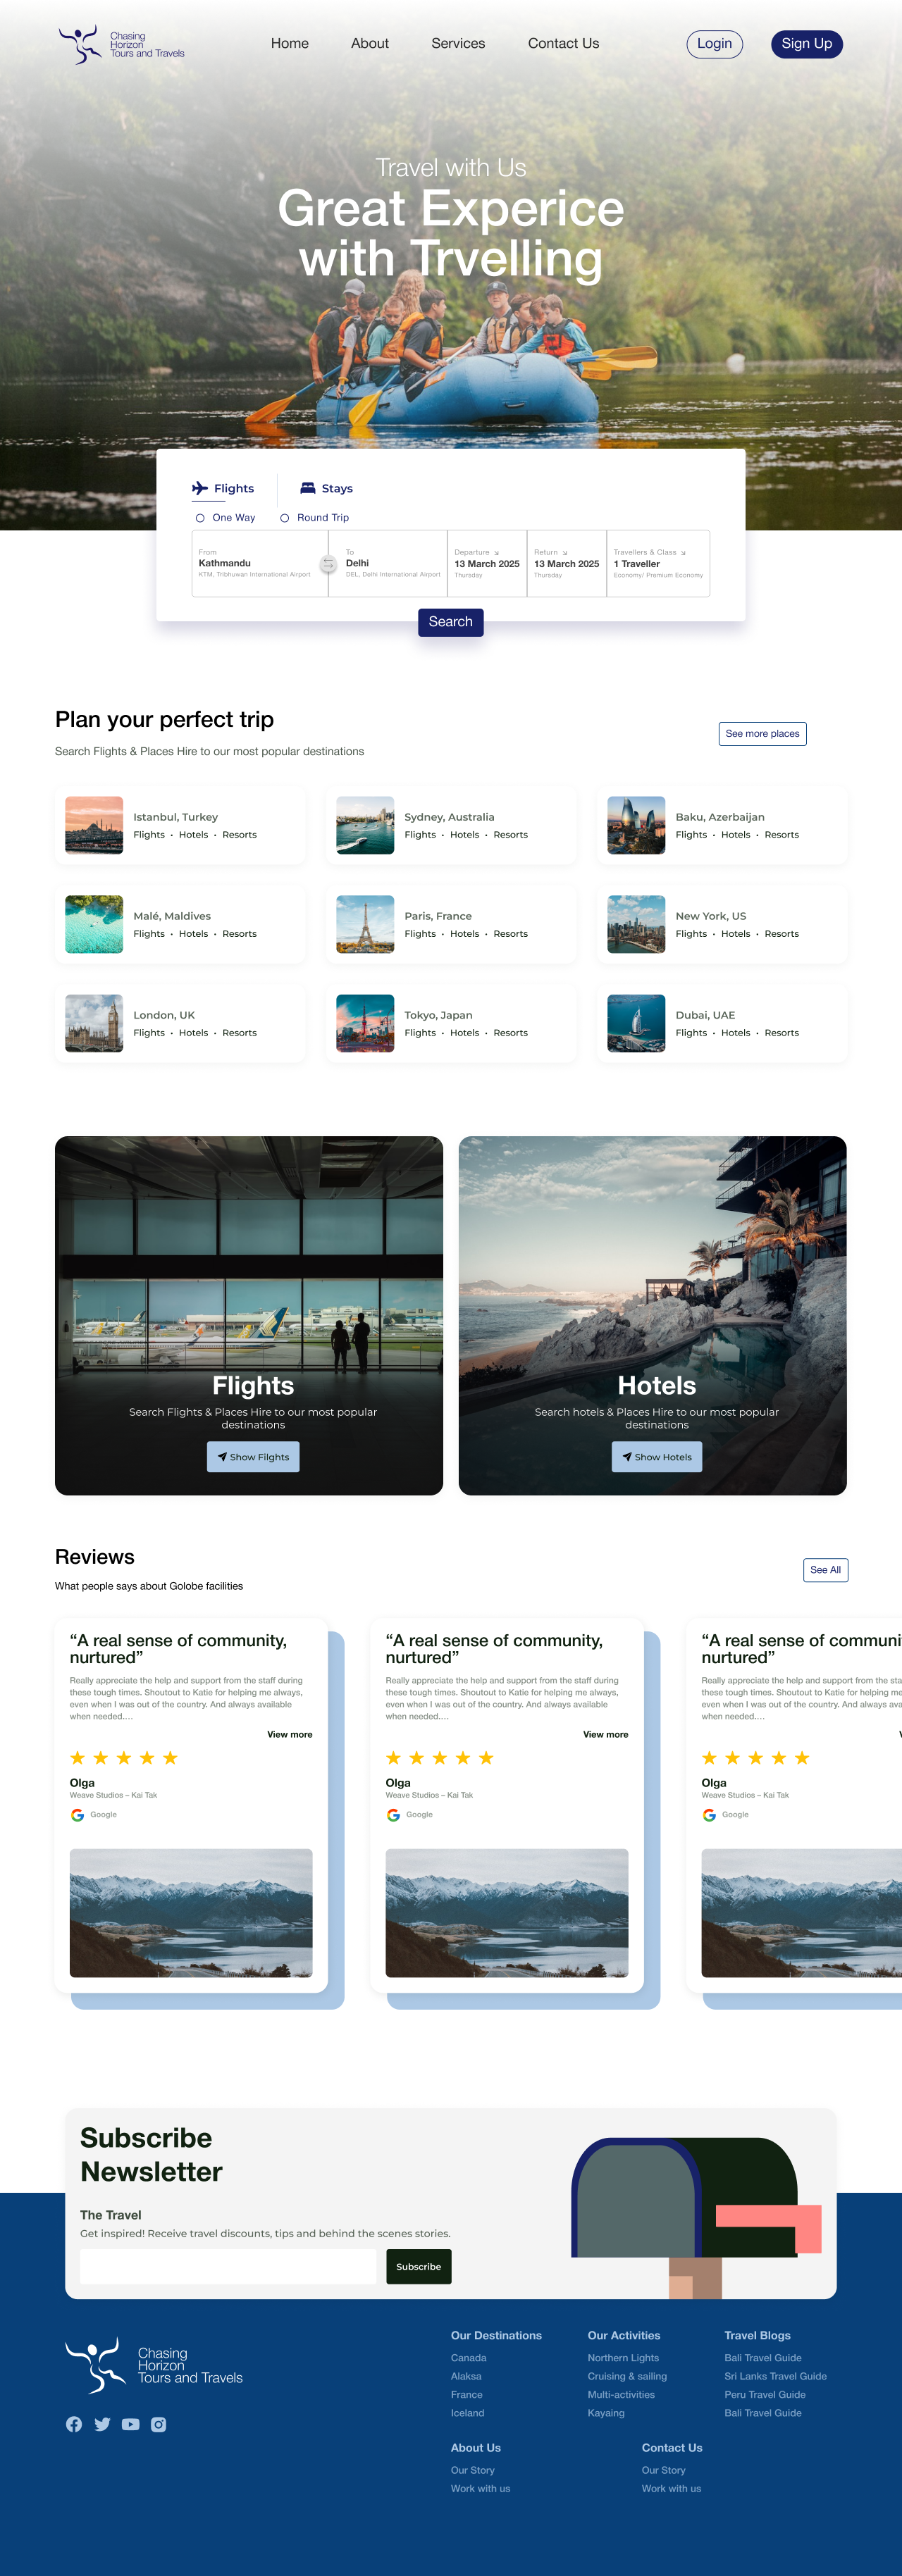 Chasing
Horizon
Tours and Travels
Home
About
Services
Contact Us
Login
Sign Up
Travel with Us
Great Experice
with Trvelling
Flights
Stays
One Way
Round Trip
From
Kathmandu
KTM, Tribhuwan International Airport
To
Delhi
DEL, Delhi International Airport
Departure
13 March 2025
Thursday
Return
13 March 2025
Thursday
Travellers & Class
1 Traveller
Economy/ Premium Economy
Search
Plan your perfect trip
Search Flights & Places Hire to our most popular destinations
See more places
Istanbul, Turkey
Flights • Hotels • Resorts
Sydney, Australia
Flights • Hotels • Resorts
Baku, Azerbaijan
Flights • Hotels • Resorts
Malé, Maldives
Flights • Hotels • Resorts
Paris, France
Flights • Hotels • Resorts
New York, US
Flights • Hotels • Resorts
London, UK
Flights • Hotels • Resorts
Tokyo, Japan
Flights • Hotels • Resorts
Dubai, UAE
Flights • Hotels • Resorts
Flights
Search Flights & Places Hire to our most popular
destinations
Show Filghts
Hotels
Search hotels & Places Hire to our most popular
destinations
Show Hotels
Reviews
What people says about Golobe facilities
See All
“A real sense of community,
nurtured”
Really appreciate the help and support from the staff during
these tough times. Shoutout to Katie for helping me always,
even when I was out of the country. And always available
when needed....
View more
Olga
Weave Studios – Kai Tak
Google
“A real sense of community,
nurtured”
Really appreciate the help and support from the staff during
these tough times. Shoutout to Katie for helping me always,
even when I was out of the country. And always available
when needed....
View more
Olga
Weave Studios – Kai Tak
Google
“A real sense of communi
nurtured”
Really appreciate the help and support from the sta
these tough times. Shoutout to Katie for helping me
even when I was out of the country. And always ava
when needed....
Olga
Weave Studios – Kai Tak
Google
Subscribe
Newsletter
The Travel
Get inspired! Receive travel discounts, tips and behind the scenes stories.
Subscribe
Chasing
Horizon
Tours and Travels
Our Destinations
Canada
Alaksa
France
Iceland
Our Activities
Northern Lights
Cruising & sailing
Multi-activities
Kayaing
Travel Blogs
Bali Travel Guide
Sri Lanks Travel Guide
Peru Travel Guide
Bali Travel Guide
About Us
Our Story
Work with us
Contact Us
Our Story
Work with us